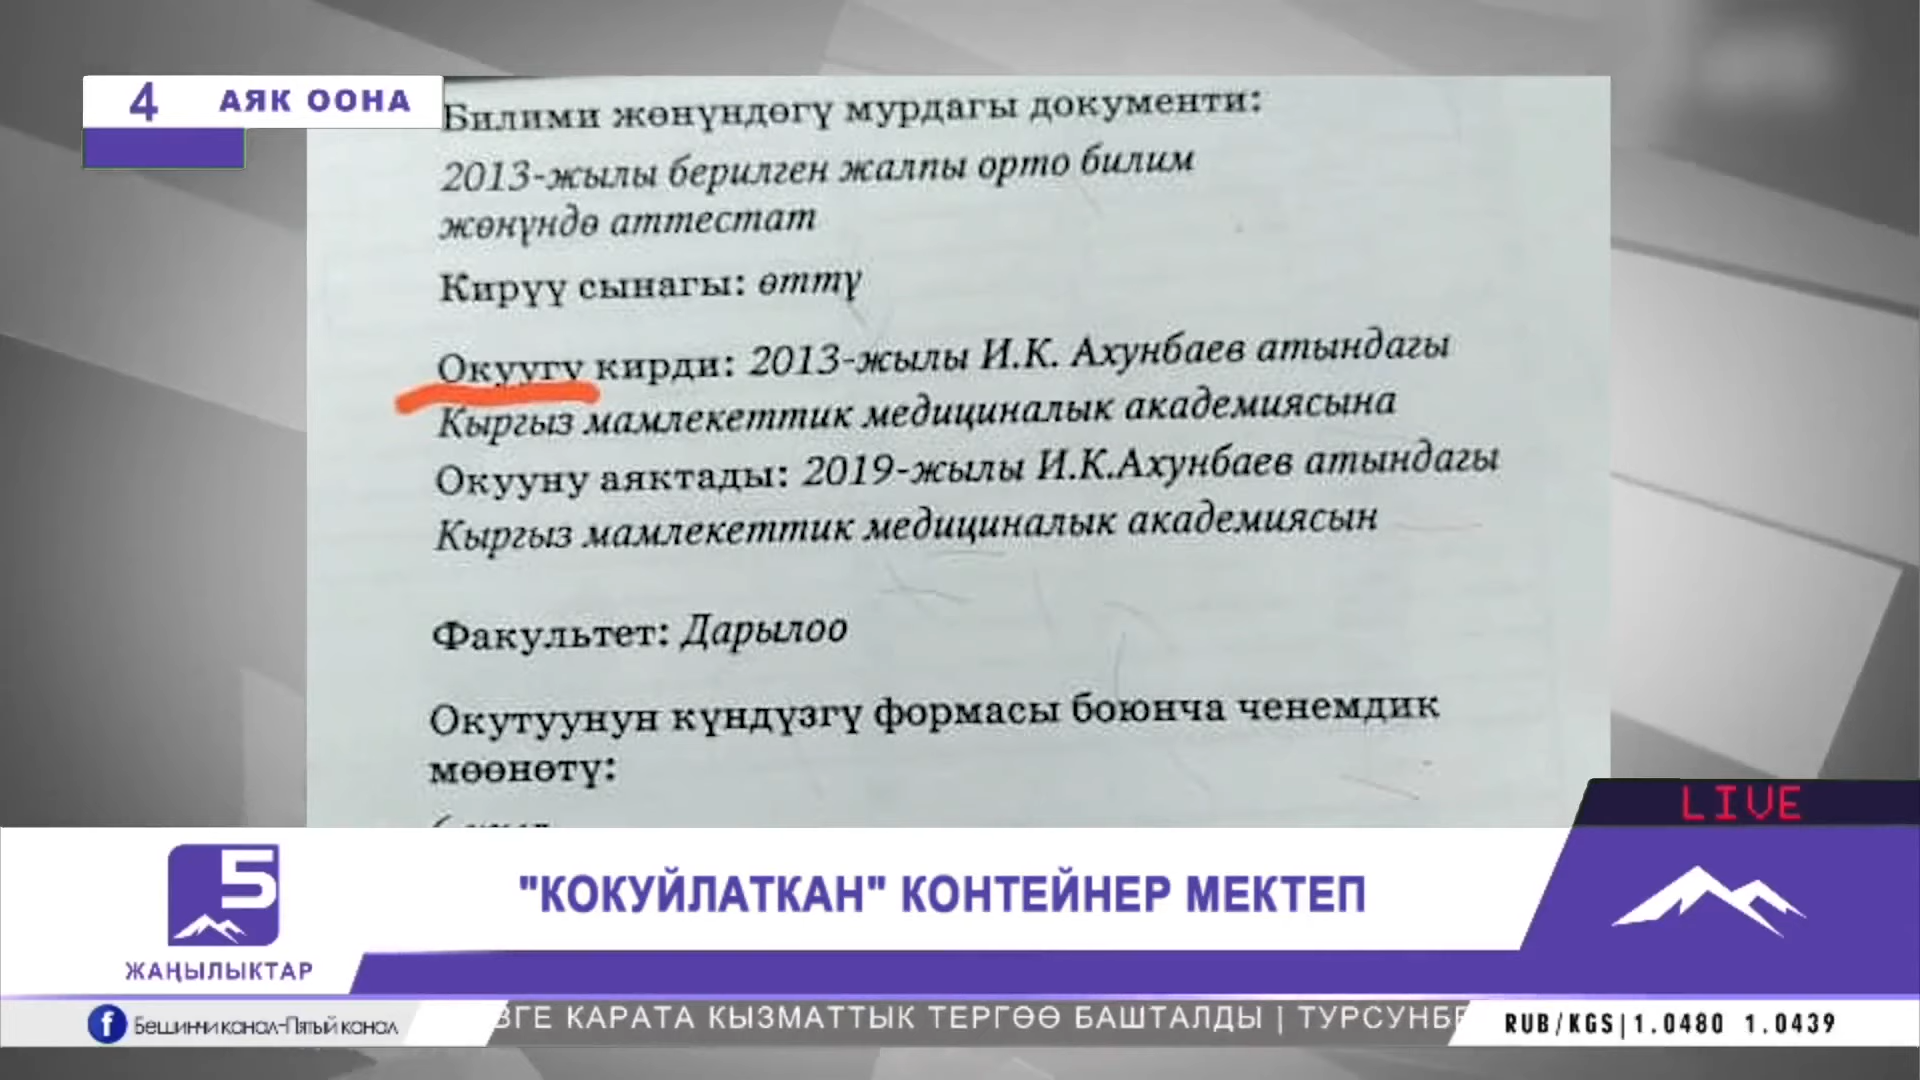 4 АЯК ООНА
Билими жөнүндөгү мурдагы документи:
2013-жылы берилген жалпы орто билим
жөнүндө аттестат
Кирүү сынагы: өттү
Окуугу кирди: 2013-жылы И.К. Ахунбаев атындагы
Кыргыз мамлекеттик медициналык академиясына
Окууну аяктады: 2019-жылы И.К.Ахунбаев атындагы
Кыргыз мамлекеттик медициналык академиясын
Факультет: Дарылоо
Окутуунун күндүзгү формасы боюнча ченемдик
мөөнөтү:
LIVE
5
"КОКУЙЛАТКАН" КОНТЕЙНЕР МЕКТЕП
ЖАҢЫЛЫКТАР
Бешинчи канал-Пятый канал
КАРАТА КЫЗМАТТЫК ТЕРГӨӨ БАШТАЛДЫ |
RUB/KGS|1.0480 1.0439